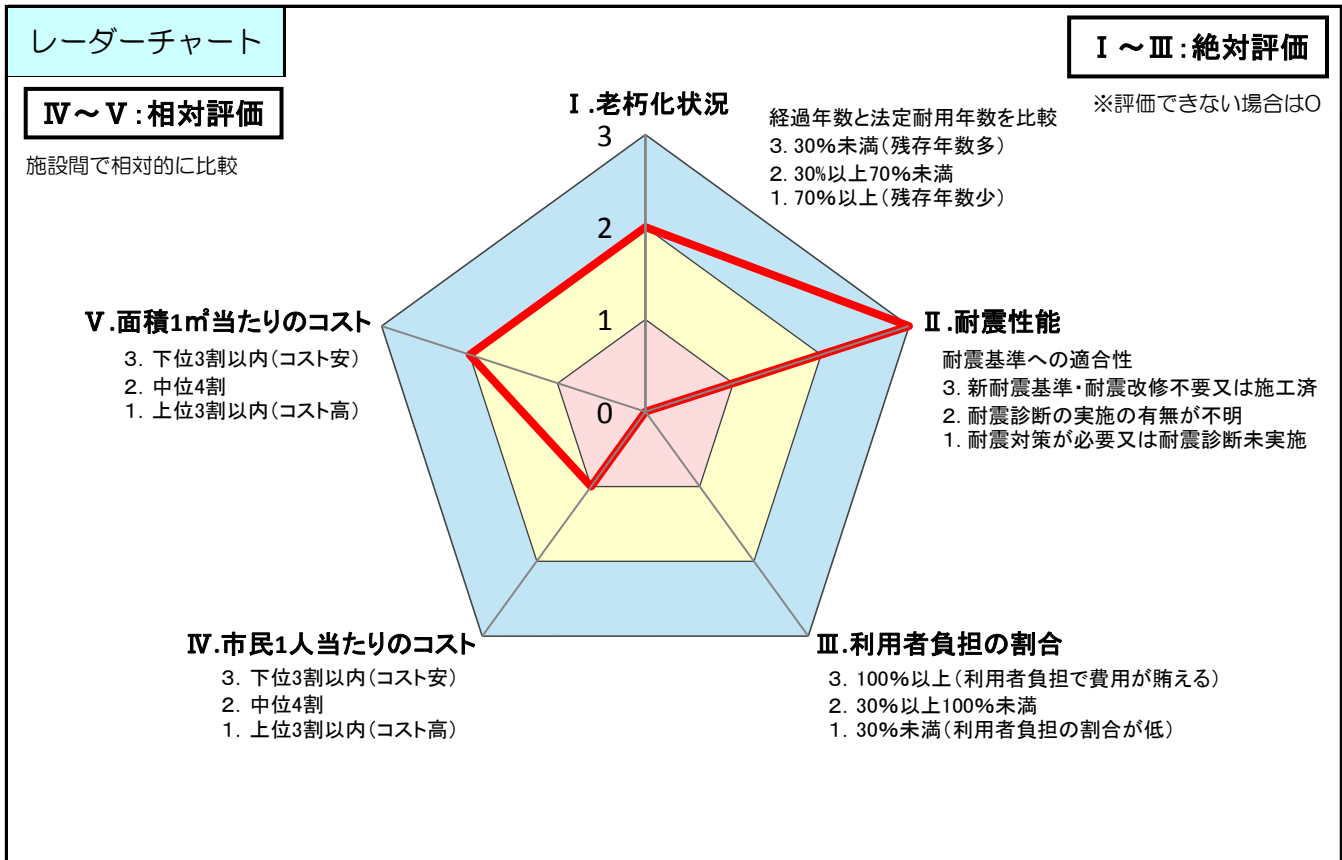 レーダーチャート
Ⅰ～Ⅲ:絶対評価
※評価できない場合は0
Ⅳ～Ⅴ:相対評価
施設間で相対的に比較
Ⅰ.老朽化状況
経過年数と法定耐用年数を比較
3. 30%未満(残存年数多)
2. 30%以上70%未満
1. 70%以上(残存年数少)
3
2
1
0
Ⅱ.耐震性能
耐震基準への適合性
3. 新耐震基準・耐震改修不要又は施工済
2. 耐震診断の実施の有無が不明
1. 耐震対策が必要又は耐震診断未実施
Ⅴ.面積1㎡当たりのコスト
3. 下位3割以内(コスト安)
2. 中位4割
1. 上位3割以内(コスト高)
Ⅳ.市民1人当たりのコスト
3. 下位3割以内(コスト安)
2. 中位4割
1. 上位3割以内(コスト高)
Ⅲ.利用者負担の割合
3. 100%以上(利用者負担で費用が賄える)
2. 30%以上100%未満
1. 30%未満(利用者負担の割合が低)